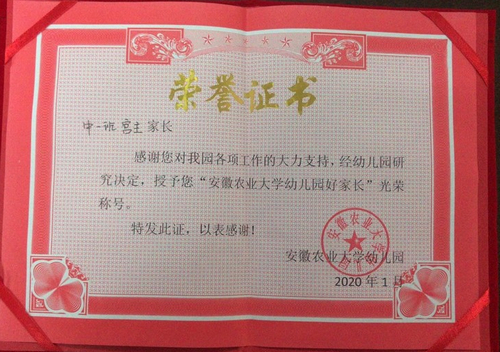 荣誉证书
中一班宫主家长
感谢您对我园各项工作的大力支持，经幼儿园研
究决定，授予您“安徽农业大学幼儿园好家长”光荣
称号。
特发此证，以表感谢！
安徽农业大学幼儿园
2020年1月